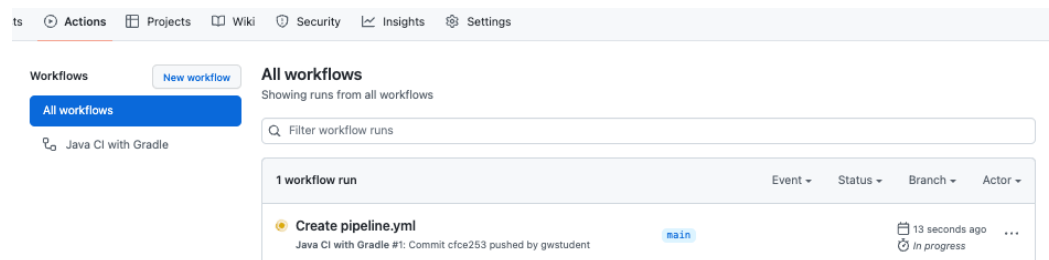 ts Actions Projects Wiki Security Insights Settings
Workflows New workflow
All workflows
Java CI with Gradle
All workflows
Showing runs from all workflows
Filter workflow runs
1 workflow run Event Status Branch Actor
Create pipeline.yml
Java CI with Gradle #1: Commit cfce253 pushed by gwstudent
main
13 seconds ago ...
In progress